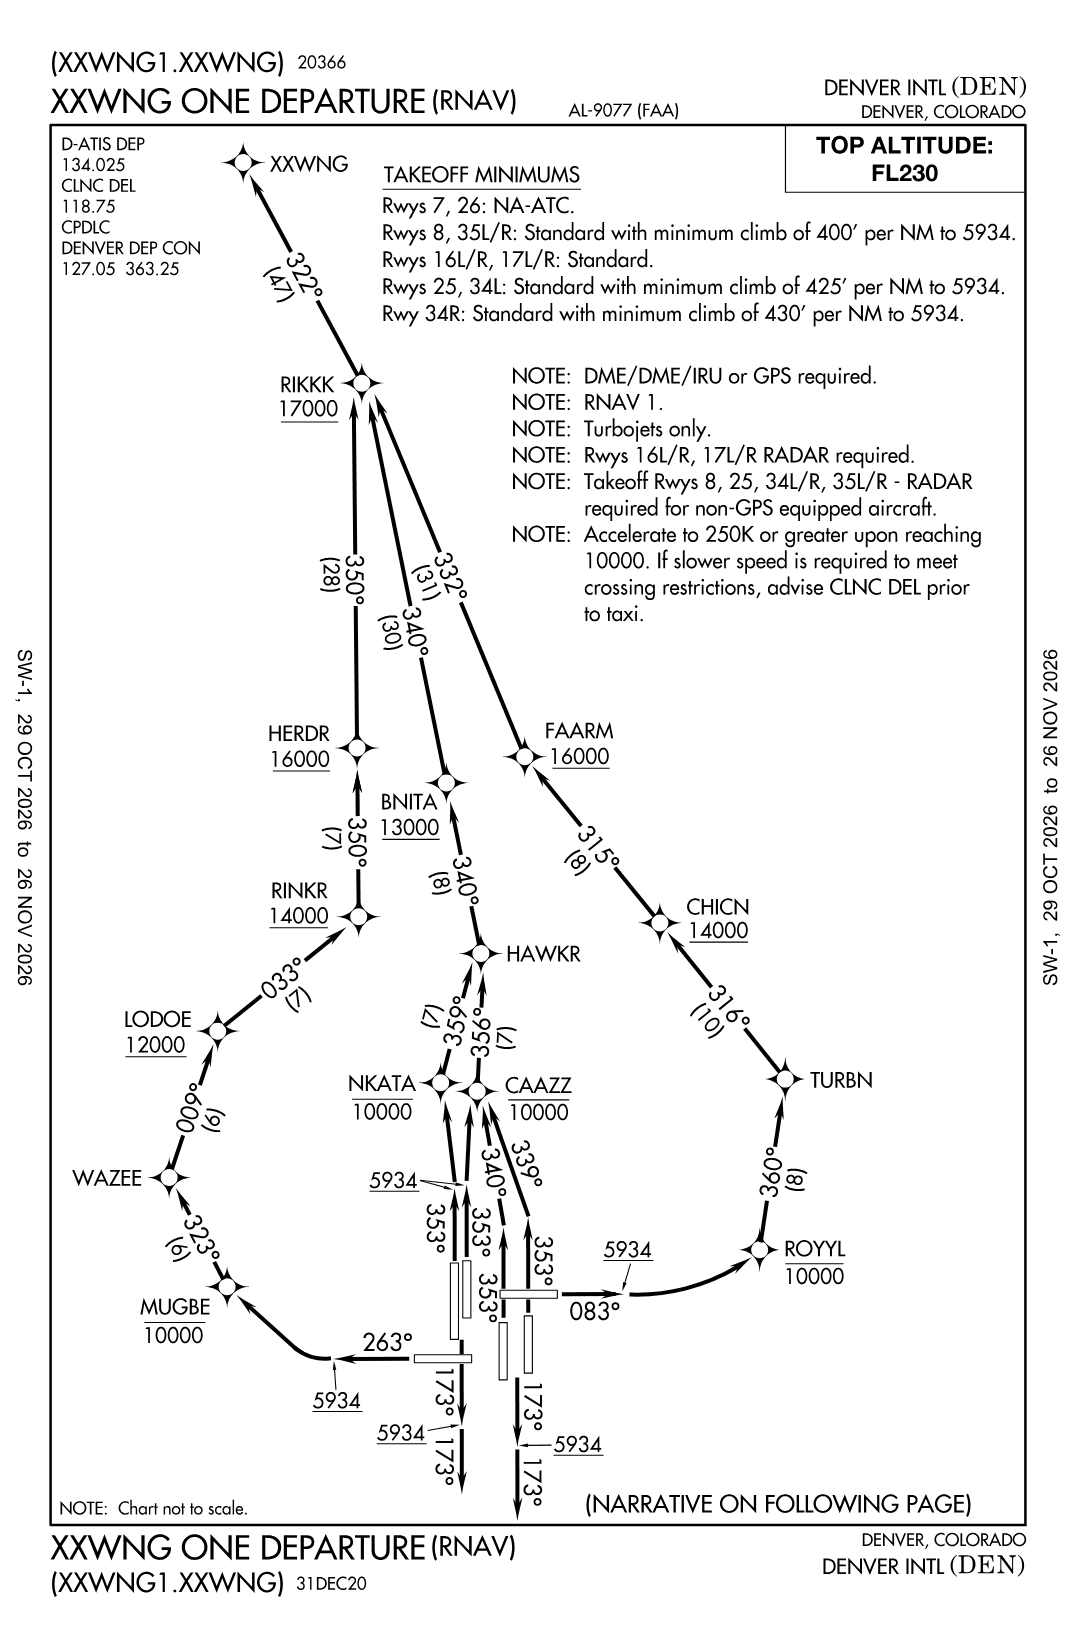 (XXWNG1.XXWNG) 20366
XXWNG ONE DEPARTURE (RNAV)
AL-9077 (FAA)
DENVER INTL (DEN)
DENVER, COLORADO
D-ATIS DEP
134.025
CLNC DEL
118.75
CPDLC
DENVER DEP CON
127.05 363.25
TOP ALTITUDE:
FL230
XXWNG
TAKEOFF MINIMUMS
Rwys 7, 26: NA-ATC.
Rwys 8, 35L/R: Standard with minimum climb of 400' per NM to 5934.
Rwys 16L/R, 17L/R: Standard.
Rwys 25, 34L: Standard with minimum climb of 425' per NM to 5934.
Rwy 34R: Standard with minimum climb of 430' per NM to 5934.
322°
(47)
RIKKK
17000
NOTE: DME/DME/IRU or GPS required.
NOTE: RNAV 1.
NOTE: Turbojets only.
NOTE: Rwys 16L/R, 17L/R RADAR required.
NOTE: Takeoff Rwys 8, 25, 34L/R, 35L/R - RADAR
required for non-GPS equipped aircraft.
NOTE: Accelerate to 250K or greater upon reaching
10000. If slower speed is required to meet
crossing restrictions, advise CLNC DEL prior
to taxi.
350°
(28)
340°
(30)
332°
(31)
HERDR
16000
FAARM
16000
BNITA
13000
350°
(7)
340°
(8)
315°
(8)
RINKR
14000
CHICN
14000
HAWKR
033°
(7)
316°
(10)
LODOE
12000
359°
(7)
356°
(7)
NKATA
10000
CAAZZ
10000
TURBN
009°
(9)
WAZEE
5934
340°
339°
360°
(8)
323°
(6)
353°
353°
353°
353°
5934
ROYYL
10000
MUGBE
10000
083°
263°
5934
173°
173°
5934
5934
173°
173°
NOTE: Chart not to scale.
(NARRATIVE ON FOLLOWING PAGE)
XXWNG ONE DEPARTURE (RNAV)
(XXWNG1.XXWNG) 31DEC20
DENVER, COLORADO
DENVER INTL (DEN)
SW-1, 29 OCT 2026 to 26 NOV 2026
SW-1, 29 OCT 2026 to 26 NOV 2026